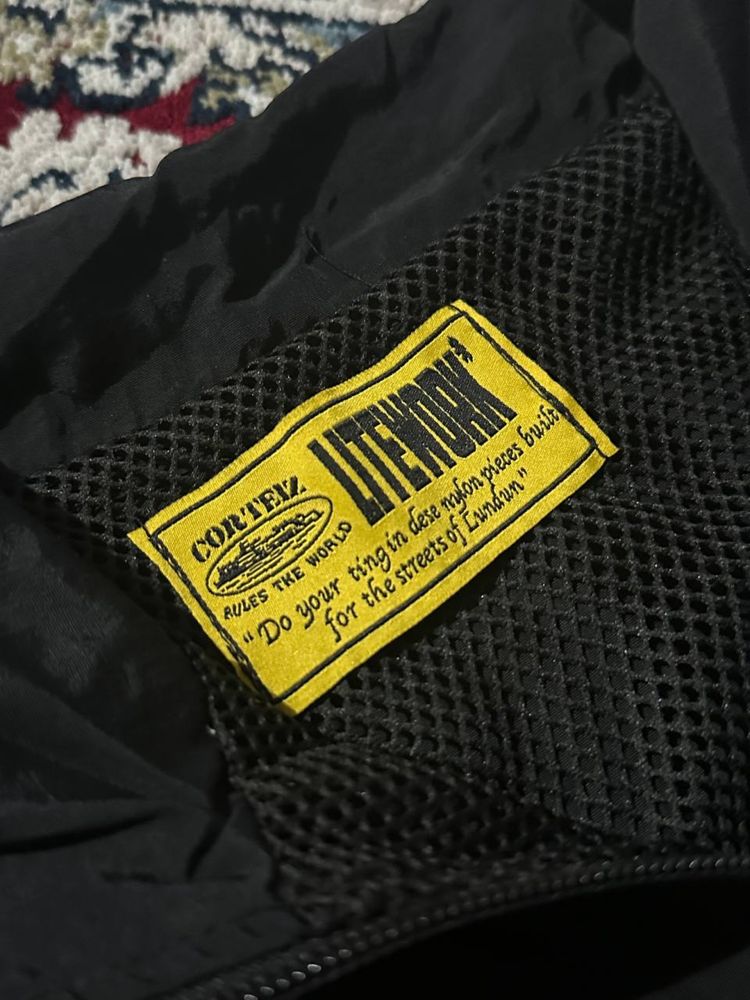 CORTEIZ
RULES THE WORLD
LITEWORK
"Do your ting in dese nylon pieces built
for the streets of Lundun"